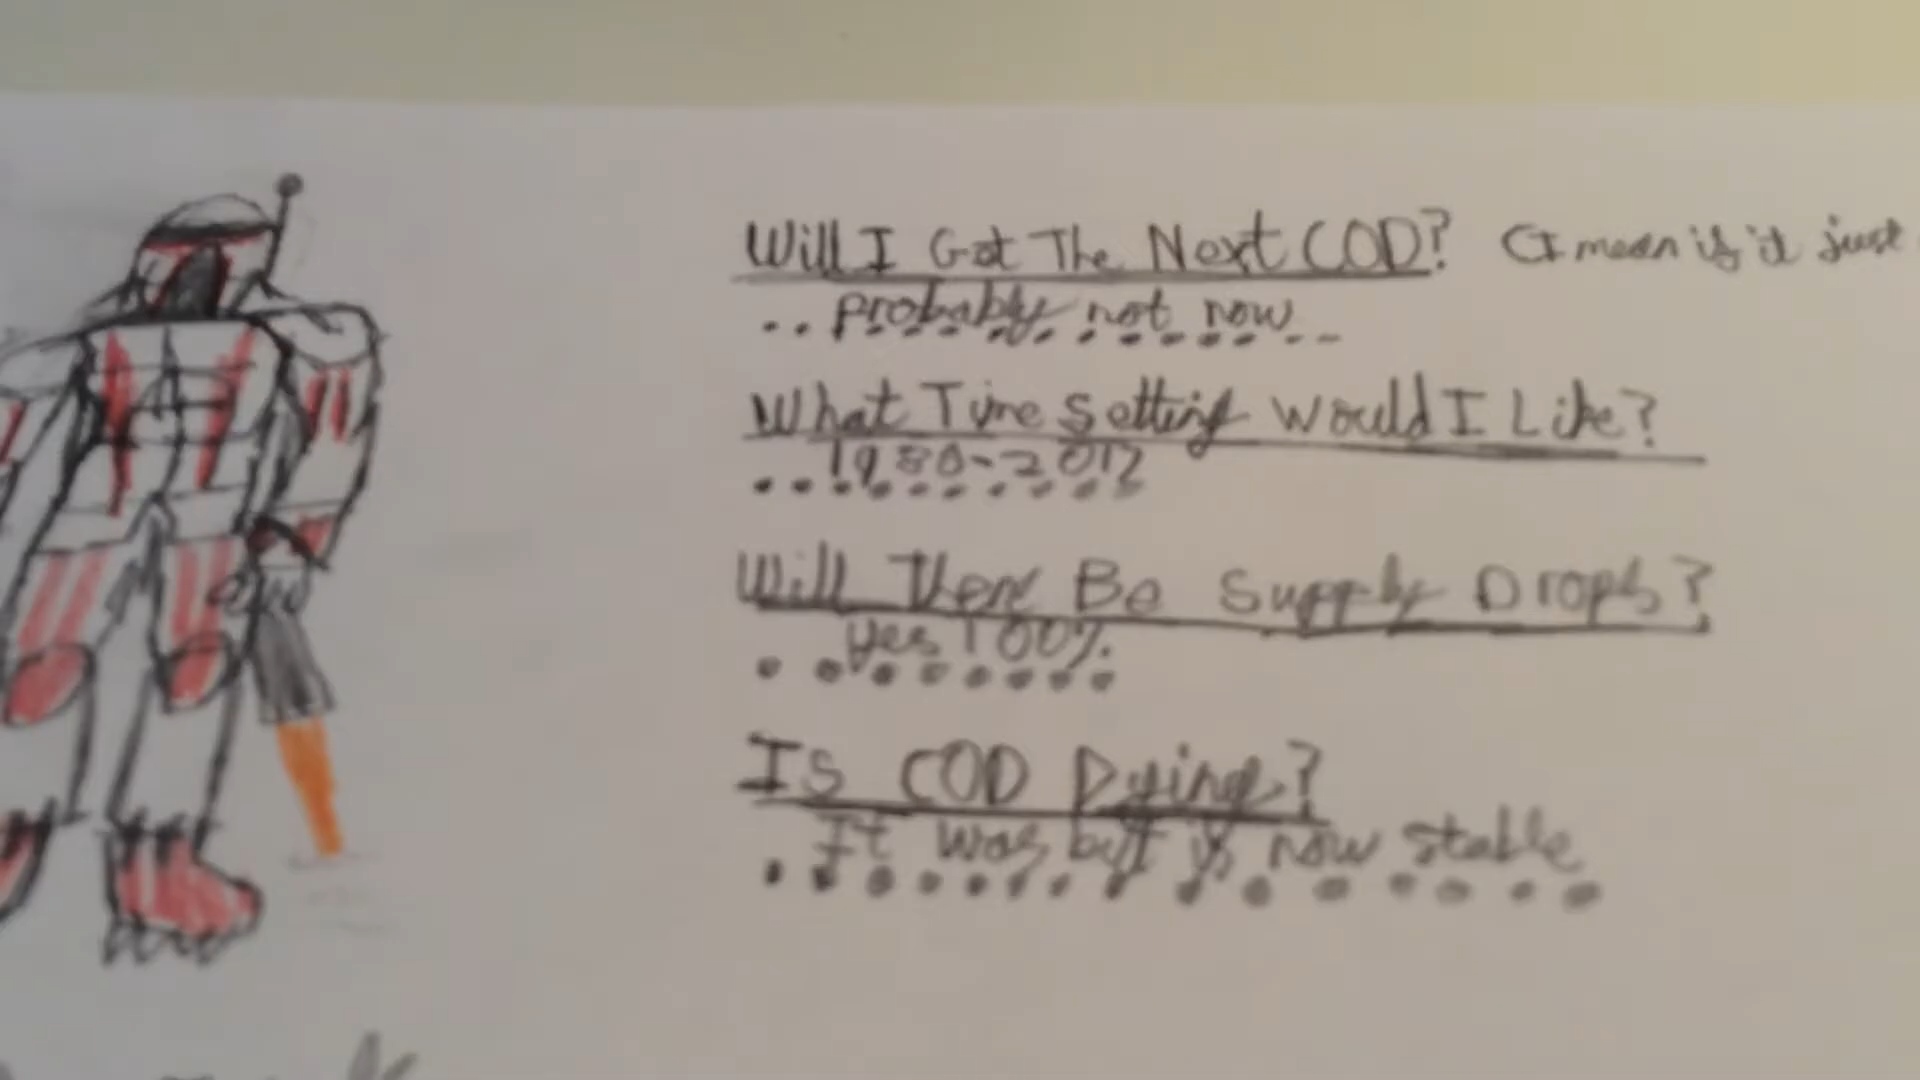 Will I Get The Next COD? (I mean if it just
probably not now
What Time Setting Would I Like?
1980-2012
Will There Be Supply Drops?
Yes 100%
Is COD Dying?
It was but is now stable